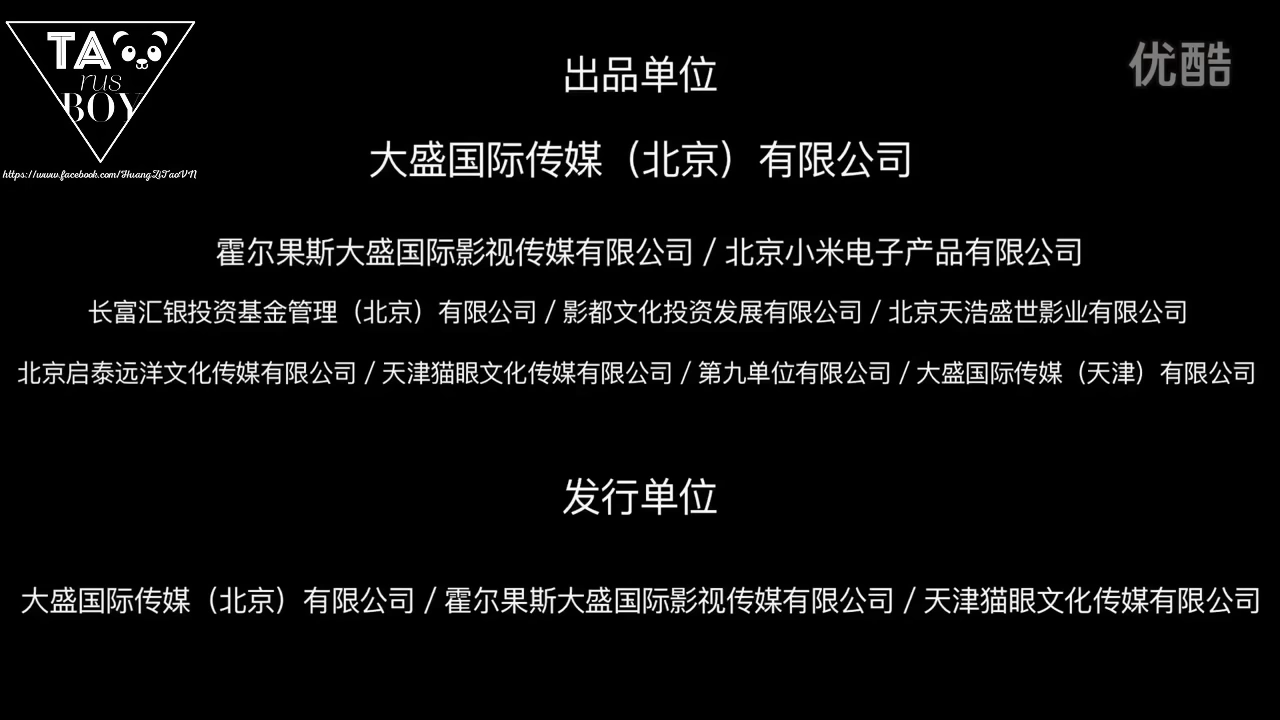 TA
rus
BOY
https://www.facebook.com/HuangZiTaoVN
优酷
出品单位
大盛国际传媒（北京）有限公司
霍尔果斯大盛国际影视传媒有限公司 / 北京小米电子产品有限公司
长富汇银投资基金管理（北京）有限公司 / 影都文化投资发展有限公司 / 北京天浩盛世影业有限公司
北京启泰远洋文化传媒有限公司 / 天津猫眼文化传媒有限公司 / 第九单位有限公司 / 大盛国际传媒（天津）有限公司
发行单位
大盛国际传媒（北京）有限公司 / 霍尔果斯大盛国际影视传媒有限公司 / 天津猫眼文化传媒有限公司